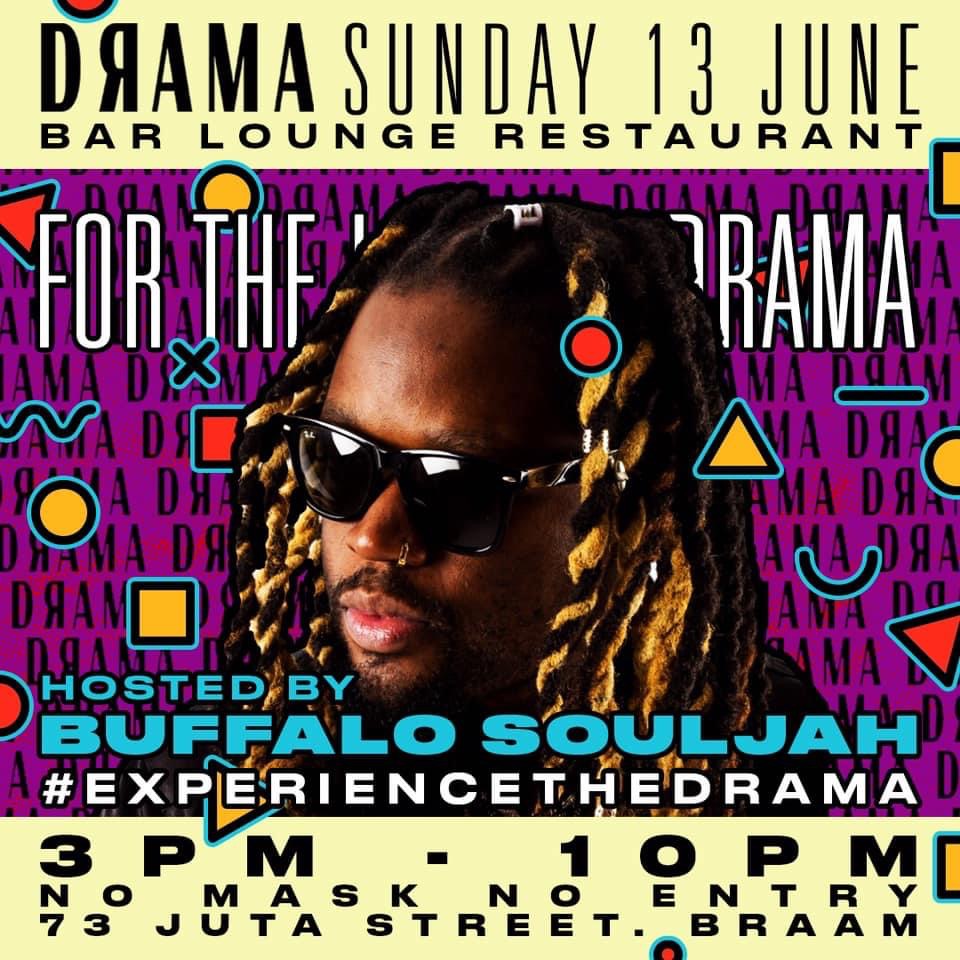 DЯAMA SUNDAY 13 JUNE
BAR LOUNGE RESTAURANT
FOR THE DRAMA
HOSTED BY
BUFFALO SOULJAH
#EXPERIENCETHEDRAMA
3PM - 10PM
NO MASK NO ENTRY
73 JUTA STREET. BRAAM